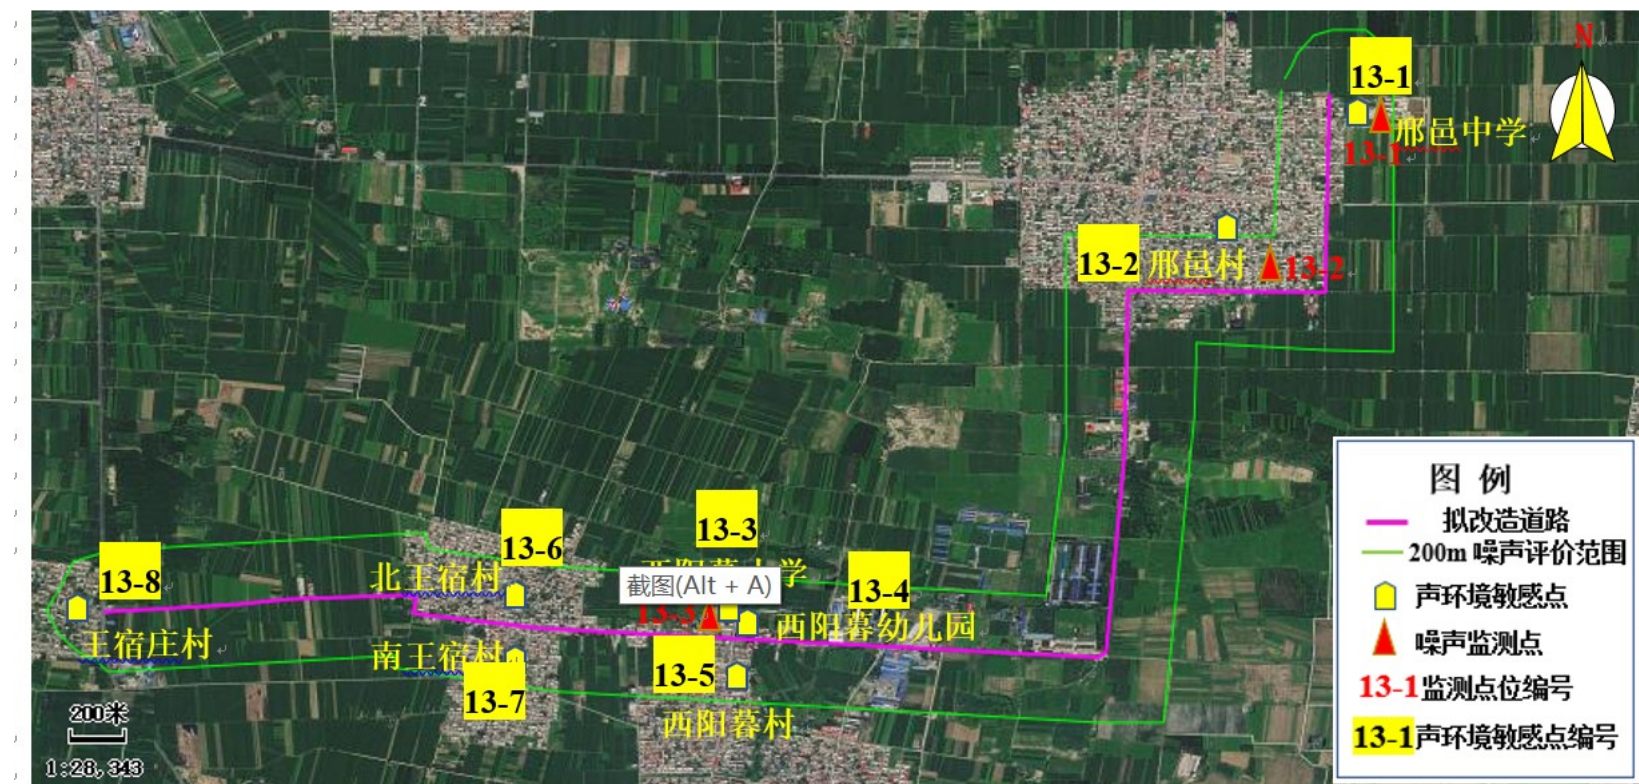 13-1
N
邢邑中学
13-1
13-2
邢邑村
13-2
13-3
13-6
13-8
北王宿村
截图(Alt + A)
13-4
13-3
西阳暮幼儿园
王宿庄村
南王宿村
13-5
13-7
西阳暮村
200米
1:28,343
图 例
拟改造道路
200m 噪声评价范围
声环境敏感点
噪声监测点
13-1监测点位编号
13-1声环境敏感点编号